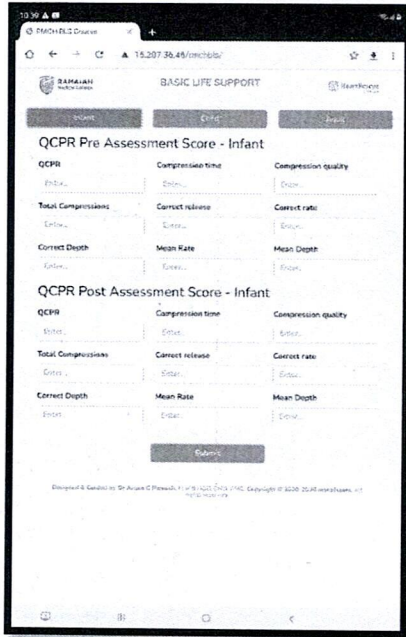 10:39
RMCH BLS Course
15.207.36.45/rmchbls/
RAMAIAH
BASIC LIFE SUPPORT
Infant Child Adult
QCPR Pre Assessment Score - Infant
QCPR Compression time Compression quality
Enter... Enter... Enter...
Total Compressions Correct release Correct rate
Enter... Enter... Enter...
Correct Depth Mean Rate Mean Depth
Enter... Enter... Enter...
QCPR Post Assessment Score - Infant
QCPR Compression time Compression quality
Enter... Enter... Enter...
Total Compressions Correct release Correct rate
Enter... Enter... Enter...
Correct Depth Mean Rate Mean Depth
Enter... Enter... Enter...
Submit